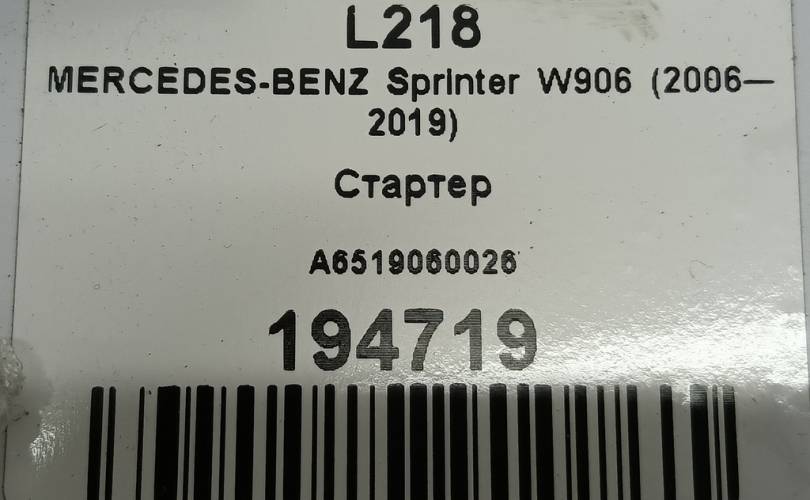 L218
MERCEDES-BENZ Sprinter W906 (2006—
2019)
Стартер
A6519060026
194719